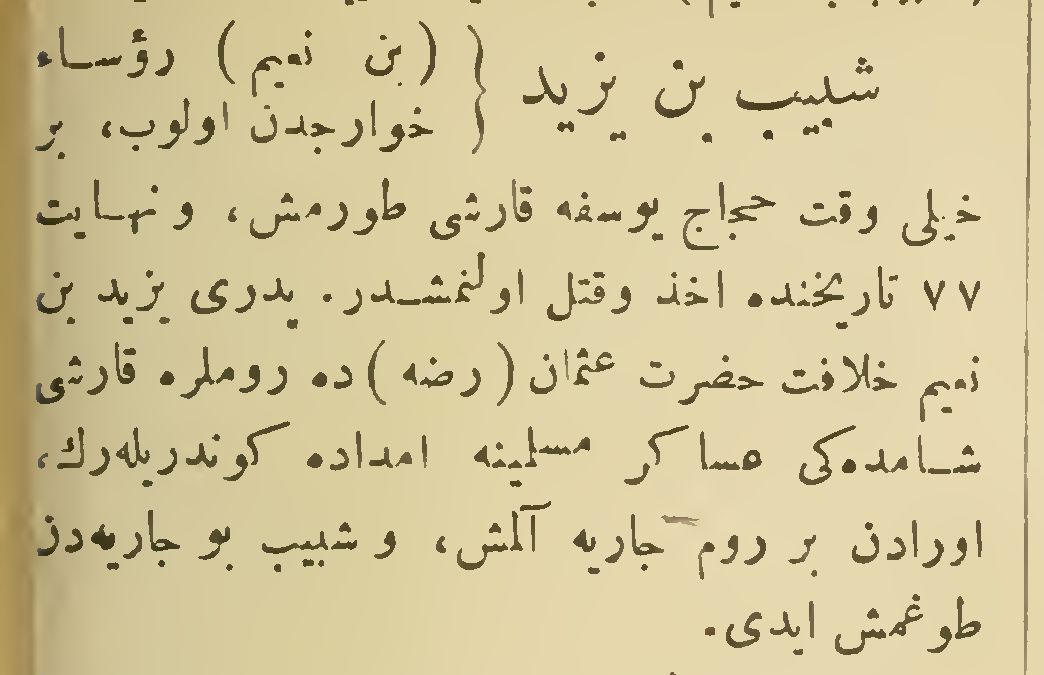 شبیب بن یزید { (بن نعیم) رؤساء
خوارجدن اولوب، بر
خیلی وقت حجاج یوسفه قارشی طورمش، و نهایت
۷۷ تاریخنده اخذ وقتل اولنمشدر. پدری یزید بن
نعیم خلافت حضرت عثمان (رضه) ده روملره قارشی
شامده‌کی عساکر مسلمینه امداده کوندریله‌رك،
اورادن بر روم جاریه آلمش، و شبیب بو جاریه‌دن
طوغمش ایدی.